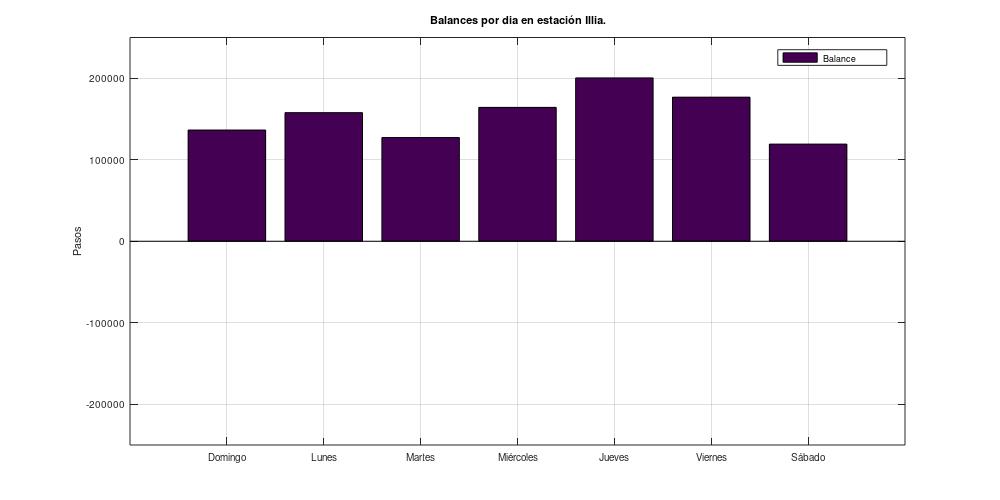 Balances por dia en estación Illia.
Balance
200000
100000
0
-100000
-200000
Pasos
Domingo Lunes Martes Miércoles Jueves Viernes Sábado